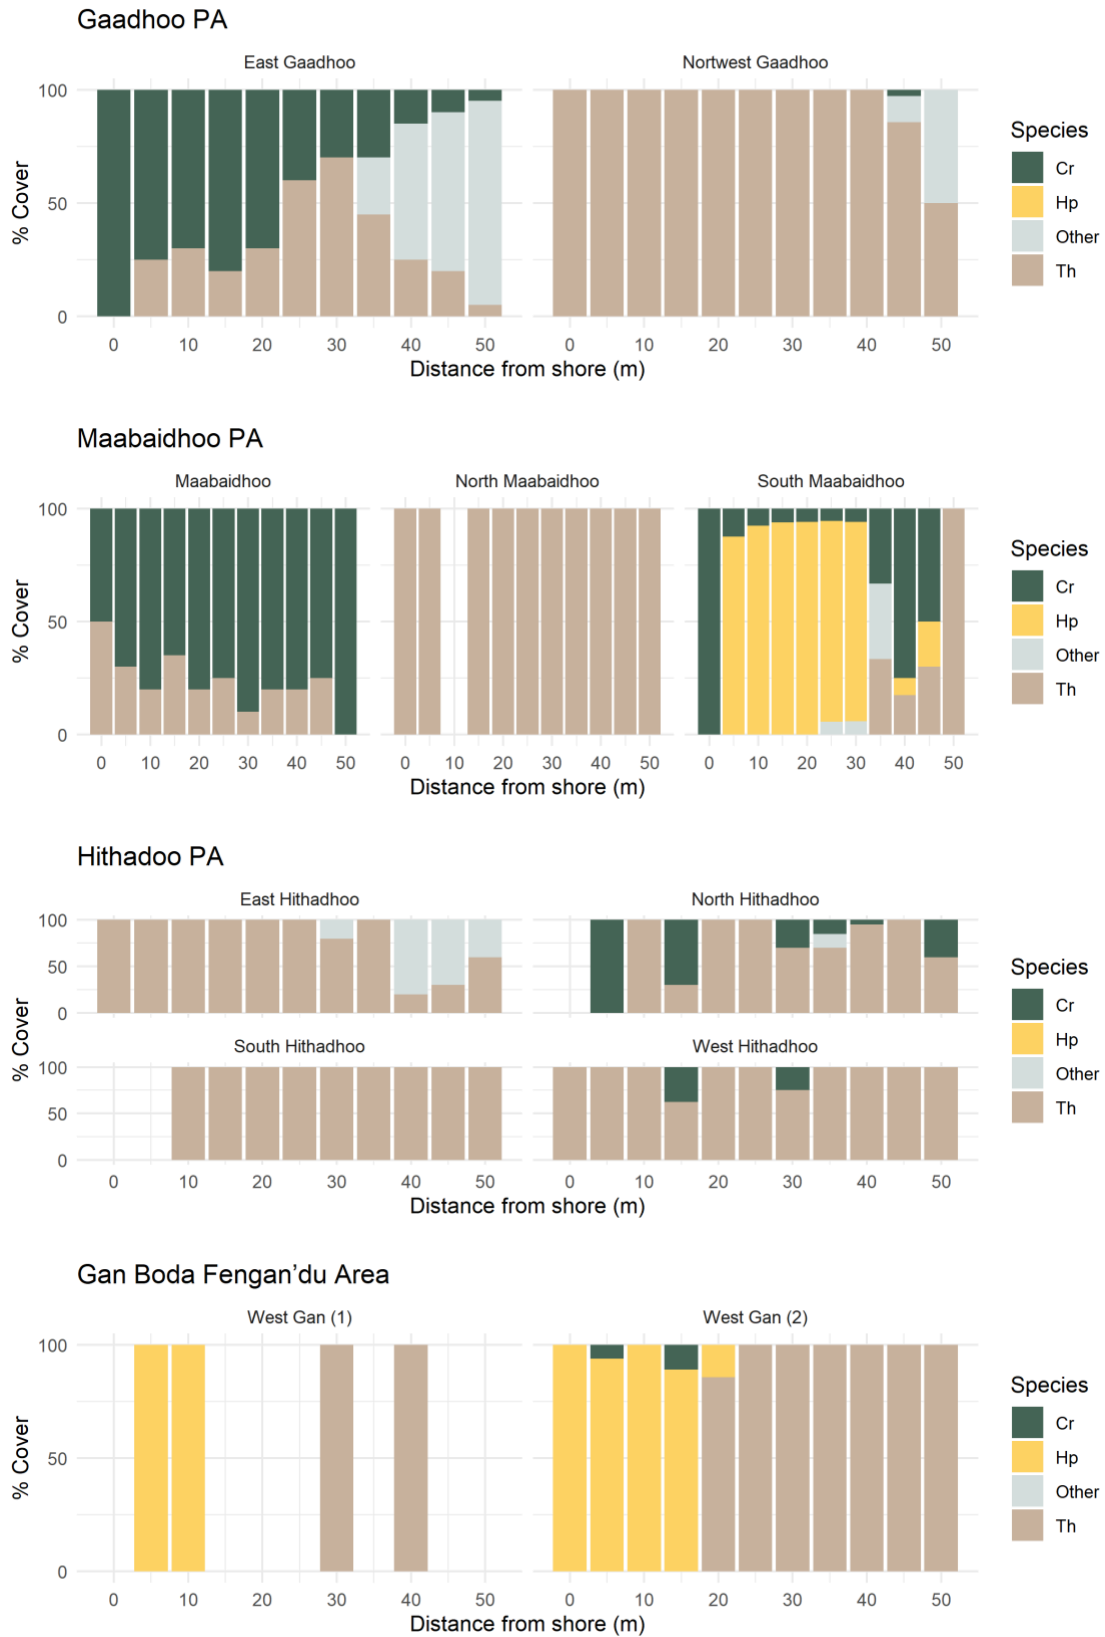 Gaadhoo PA
East Gaadhoo
Nortwest Gaadhoo
100
50
0
% Cover
0 10 20 30 40 50
0 10 20 30 40 50
Distance from shore (m)
Species
Cr
Hp
Other
Th
Maabaidhoo PA
Maabaidhoo
North Maabaidhoo
South Maabaidhoo
100
50
0
% Cover
0 10 20 30 40 50
0 10 20 30 40 50
0 10 20 30 40 50
Distance from shore (m)
Species
Cr
Hp
Other
Th
Hithadoo PA
East Hithadhoo
North Hithadhoo
100
50
0
South Hithadhoo
West Hithadhoo
100
50
0
% Cover
0 10 20 30 40 50
0 10 20 30 40 50
Distance from shore (m)
Species
Cr
Hp
Other
Th
Gan Boda Fengan’du Area
West Gan (1)
West Gan (2)
100
50
0
% Cover
0 10 20 30 40 50
0 10 20 30 40 50
Distance from shore (m)
Species
Cr
Hp
Other
Th